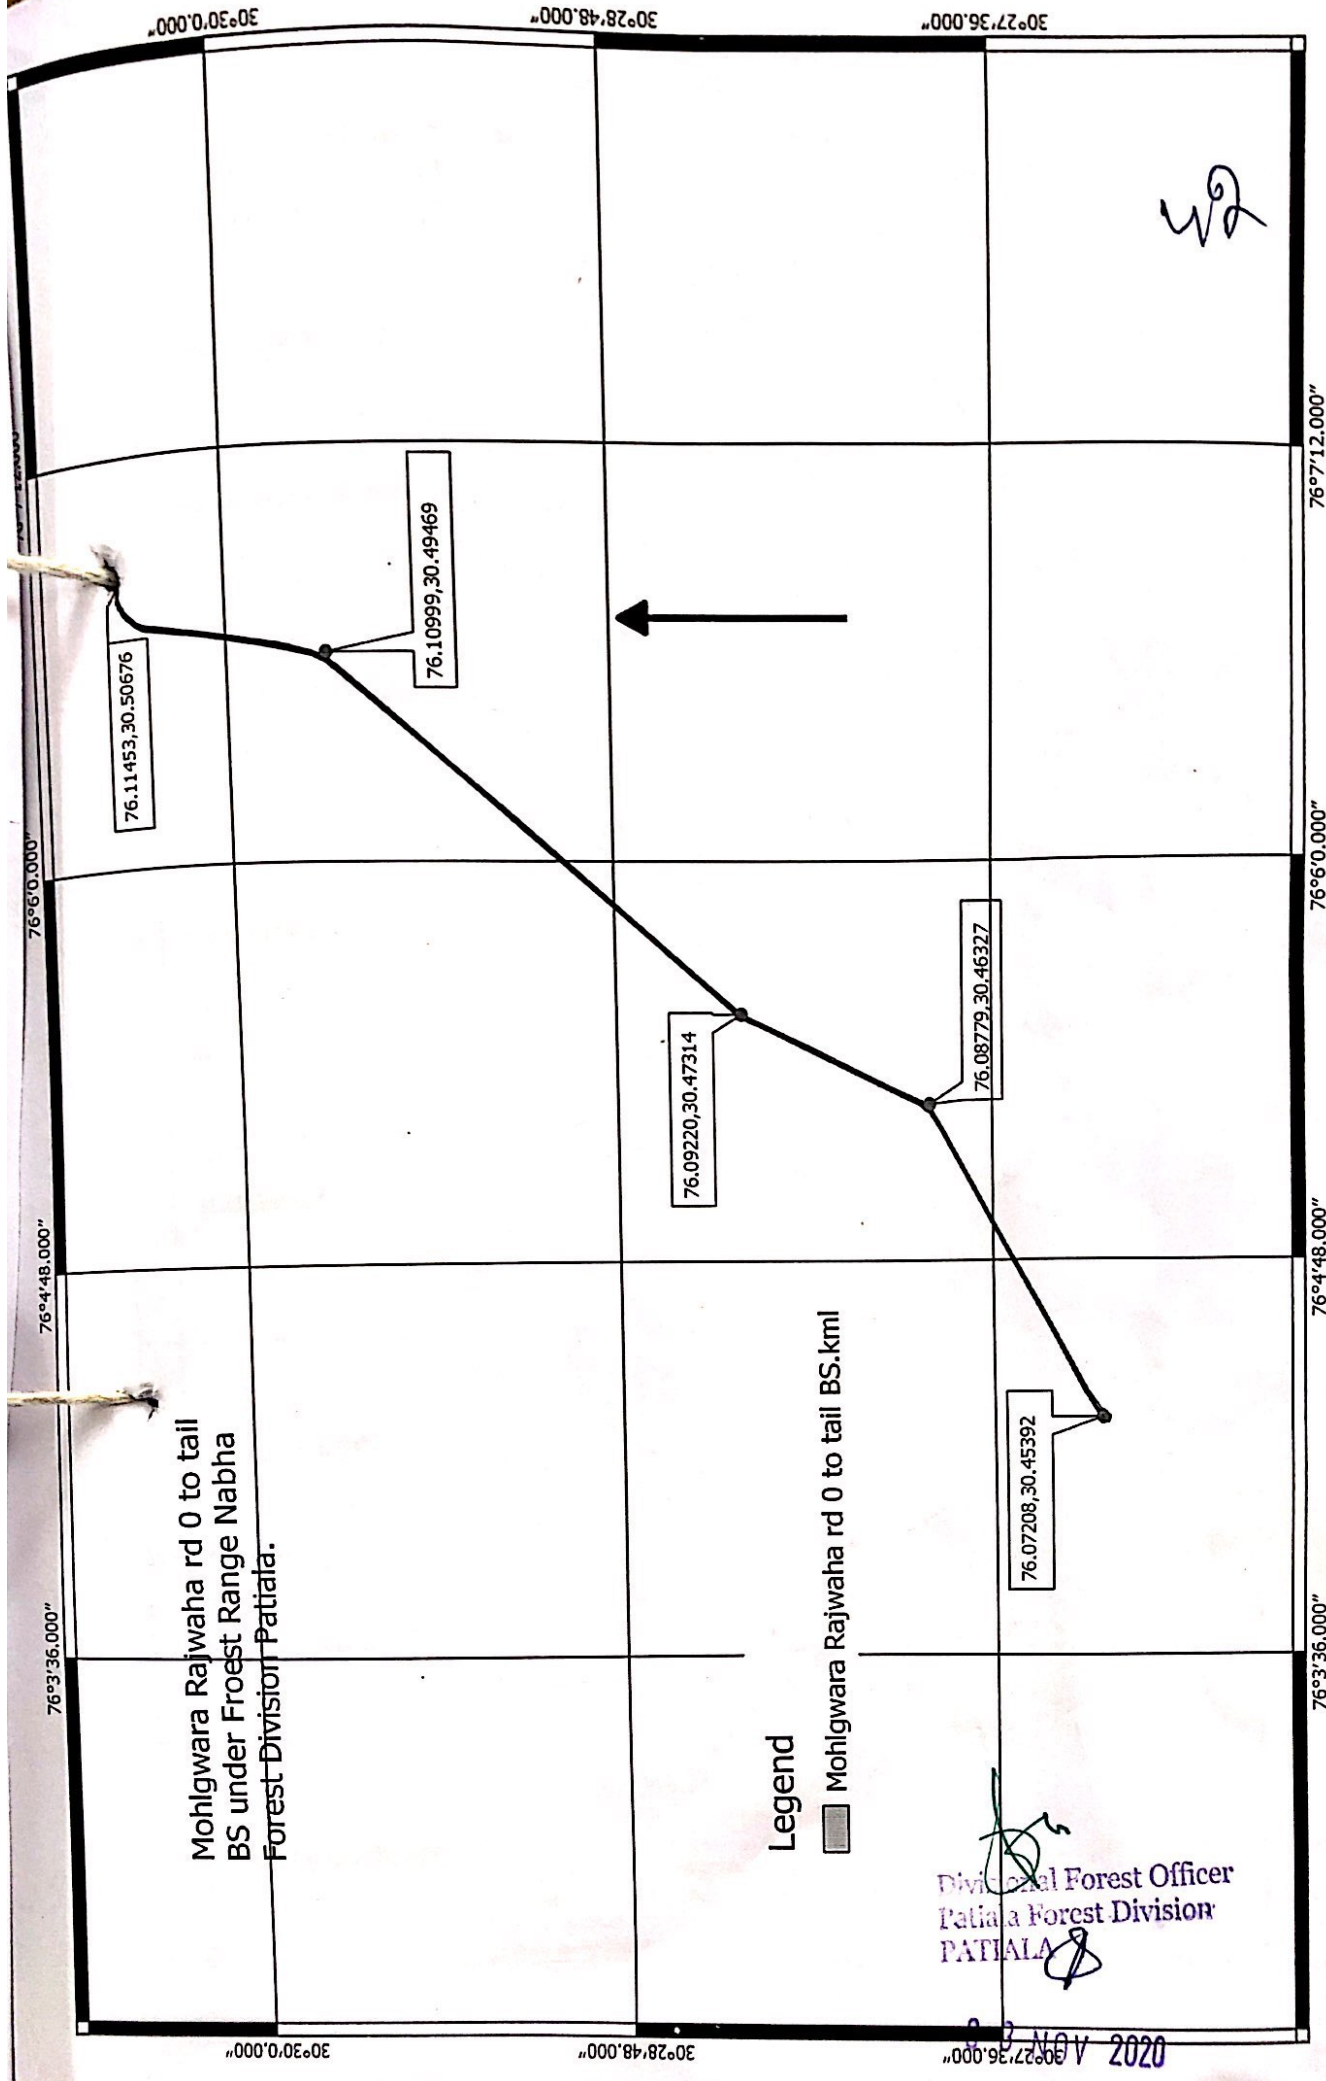 Mohlgwara Rajwaha rd 0 to tail
BS under Froest Range Nabha
Forest Division Patiala.
76°3'36.000"
76°4'48.000"
76°6'0.000"
30°30'0.000"
30°28'48.000"
30°27'36.000"
76.11453,30.50676
76.10999,30.49469
76.09220,30.47314
76.08779,30.46327
76.07208,30.45392
Legend
Mohlgwara Rajwaha rd 0 to tail BS.kml
Divisional Forest Officer
Patiala Forest Division
PATIALA
NOV 2020
30°30'0.000"
30°28'48.000"
30°27'36.000"
76°3'36.000"
76°4'48.000"
76°6'0.000"
76°7'12.000"